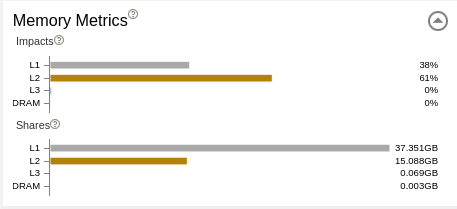 Memory Metrics ?
Impacts ?
L1 38%
L2 61%
L3 0%
DRAM 0%
Shares ?
L1 37.351GB
L2 15.088GB
L3 0.069GB
DRAM 0.003GB